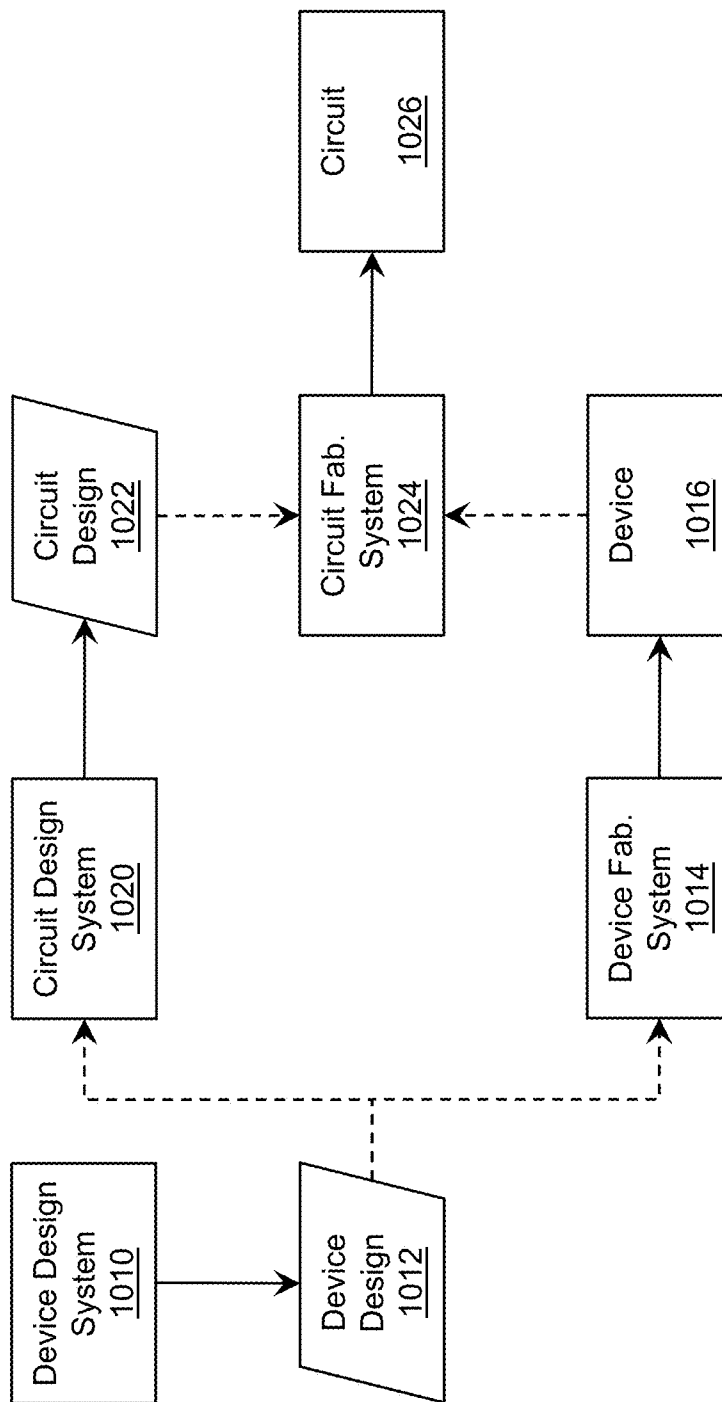 Device Design
System
1010
Circuit Design
System
1020
Circuit
Design
1022
Device
Design
1012
Circuit Fab.
System
1024
Circuit
1026
Device Fab.
System
1014
Device
1016